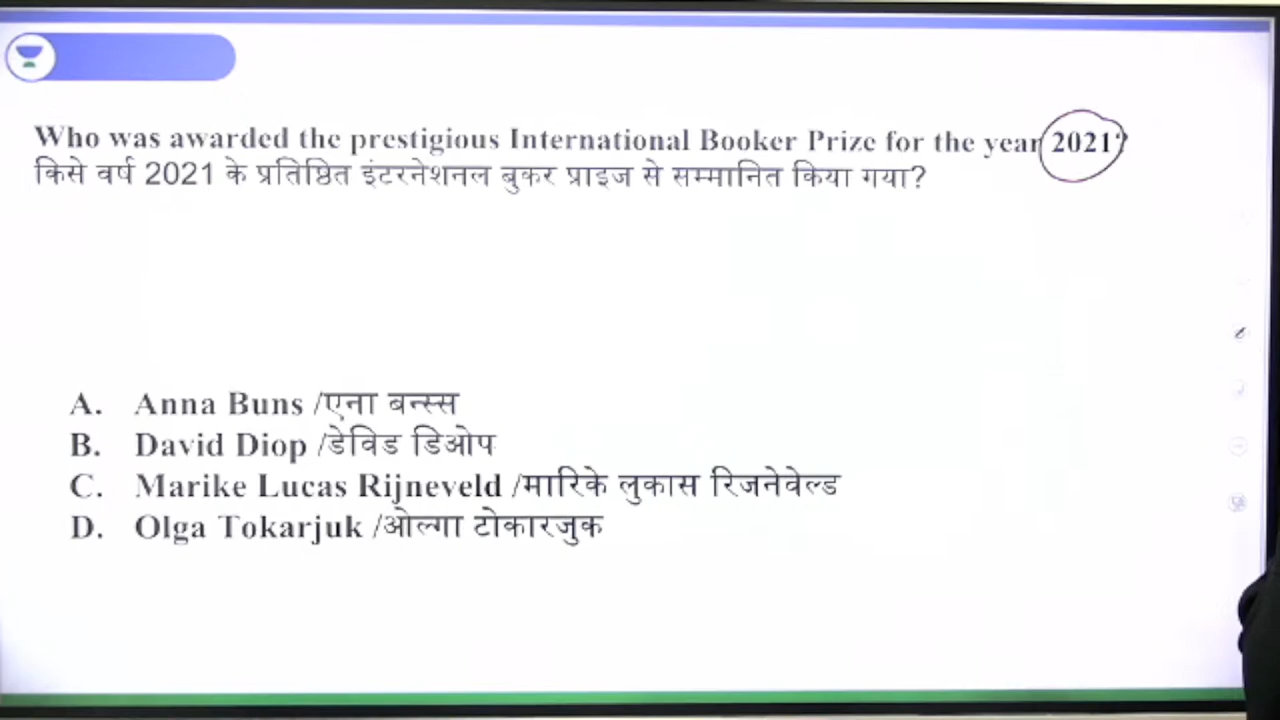 Who was awarded the prestigious International Booker Prize for the year 2021?
किसे वर्ष 2021 के प्रतिष्ठित इंटरनेशनल बुकर प्राइज से सम्मानित किया गया?
A. Anna Buns /एना बन्स्स
B. David Diop /डेविड डिओप
C. Marike Lucas Rijneveld /मारिके लुकास रिजनेवेल्ड
D. Olga Tokarjuk /ओल्गा टोकारजुक